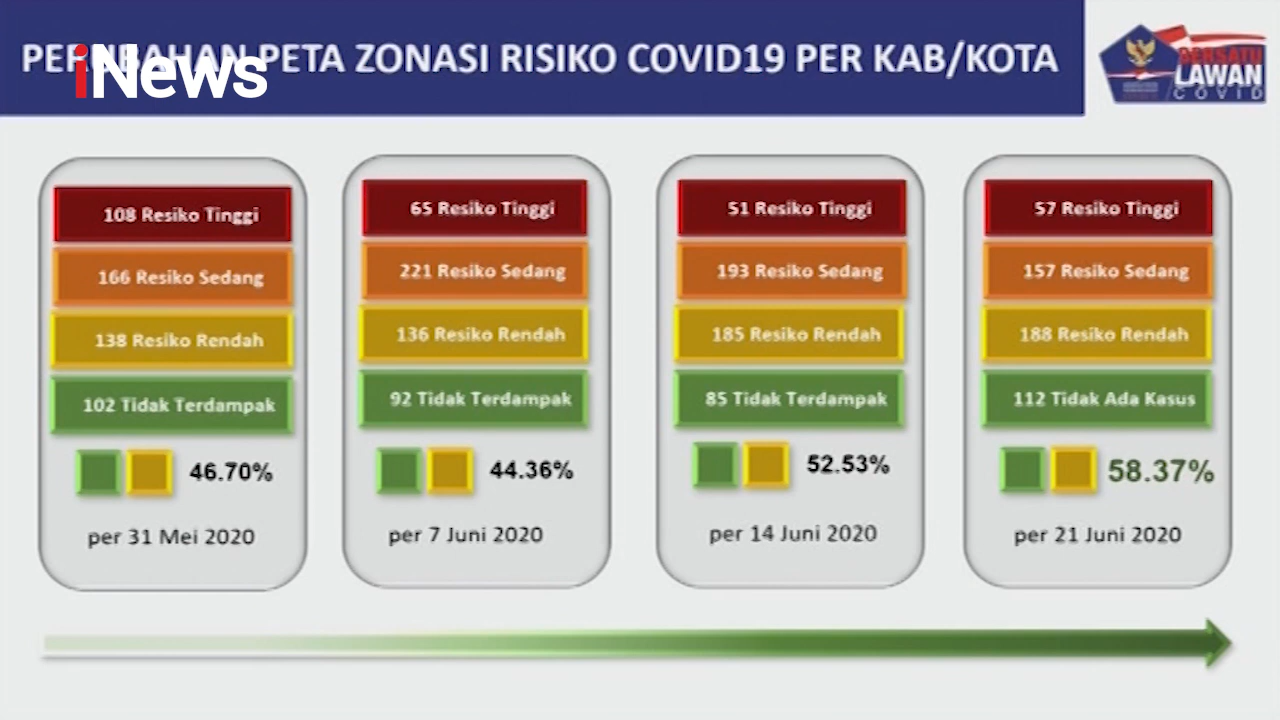 PERUBAHAN PETA ZONASI RISIKO COVID19 PER KAB/KOTA
iNews
BERSATU
LAWAN
COVID
108 Resiko Tinggi
166 Resiko Sedang
138 Resiko Rendah
102 Tidak Terdampak
46.70%
per 31 Mei 2020
65 Resiko Tinggi
221 Resiko Sedang
136 Resiko Rendah
92 Tidak Terdampak
44.36%
per 7 Juni 2020
51 Resiko Tinggi
193 Resiko Sedang
185 Resiko Rendah
85 Tidak Terdampak
52.53%
per 14 Juni 2020
57 Resiko Tinggi
157 Resiko Sedang
188 Resiko Rendah
112 Tidak Ada Kasus
58.37%
per 21 Juni 2020